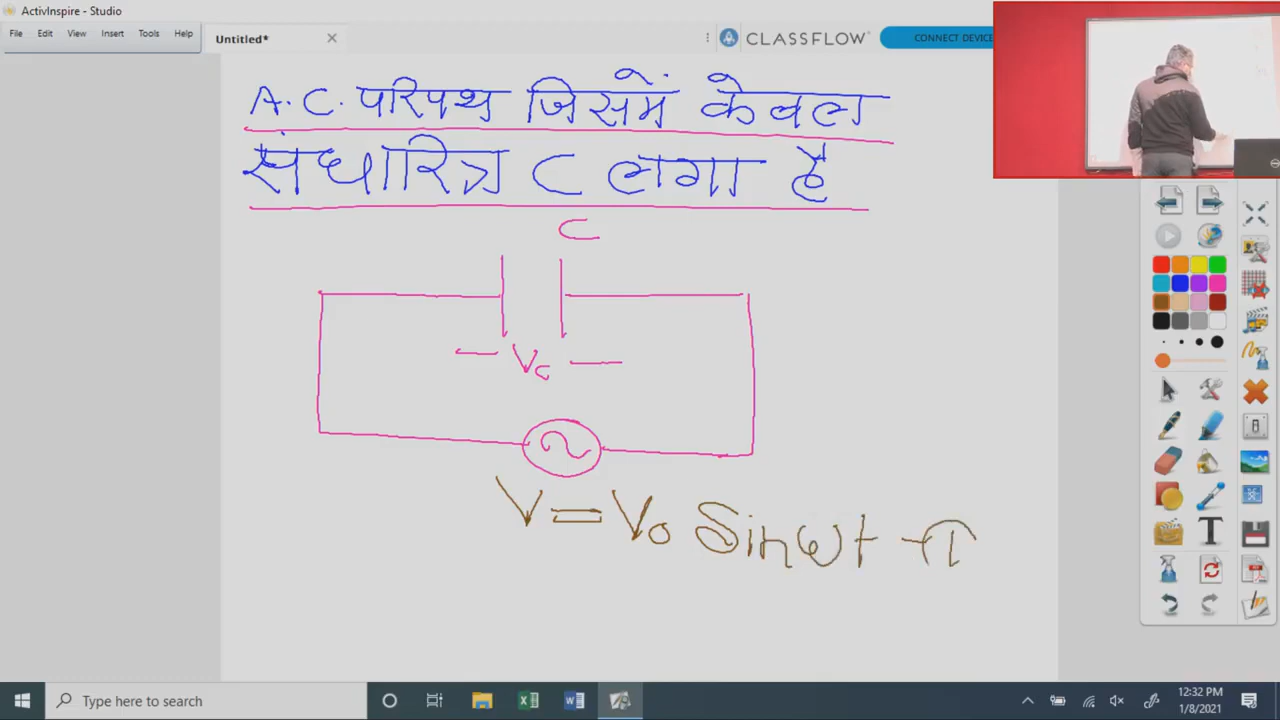 ActivInspire - Studio
File Edit View Insert Tools Help
Untitled*
CLASSFLOW
CONNECT DEVICE
A.C. परिपथ जिसमें केवल
संधारित्र C लगा है
C
Vc
V = V0 Sinωt -
Type here to search
12:32 PM
1/8/2021